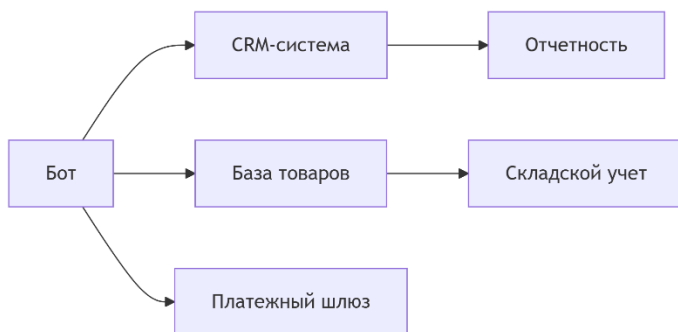 CRM-система
Отчетность
Бот
База товаров
Складской учет
Платежный шлюз